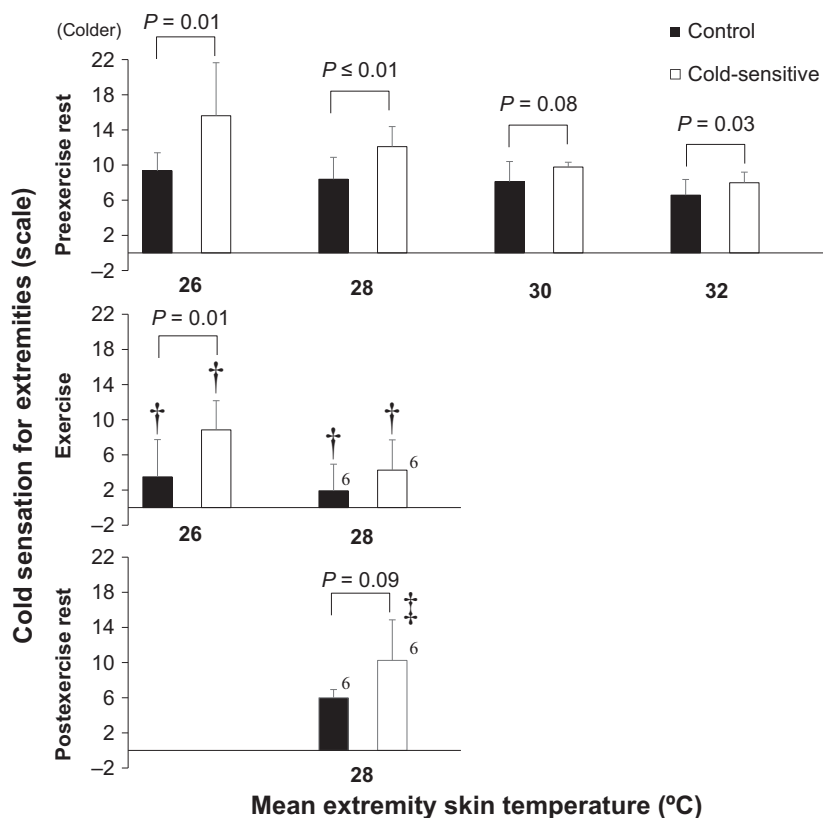 (Colder)
Control
Cold-sensitive
Cold sensation for extremities (scale)
Preexercise rest
22
18
14
10
6
2
–2
P = 0.01
P ≤ 0.01
P = 0.08
P = 0.03
26 28 30 32
Exercise
22
18
14
10
6
2
–2
P = 0.01
† † † †
6 6
26 28
Postexercise rest
22
18
14
10
6
2
–2
P = 0.09
‡
6 6
28
Mean extremity skin temperature (ºC)